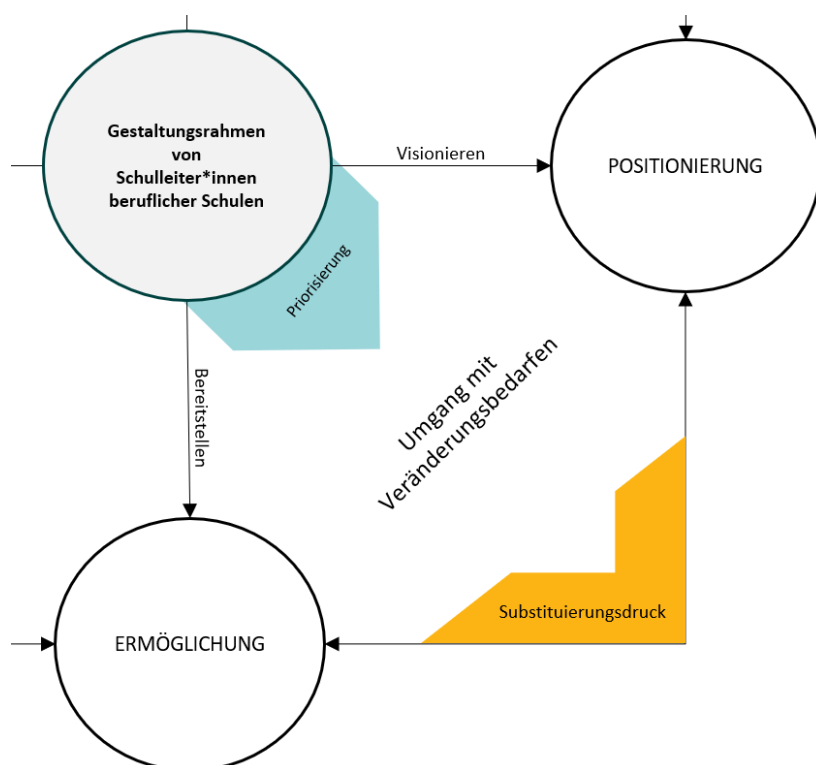 Gestaltungsrahmen
von
Schulleiter*innen
beruflicher Schulen
Visionieren
POSITIONIERUNG
Priorisierung
Bereitstellen
Umgang mit
Veränderungsbedarfen
Substituierungsdruck
ERMÖGLICHUNG